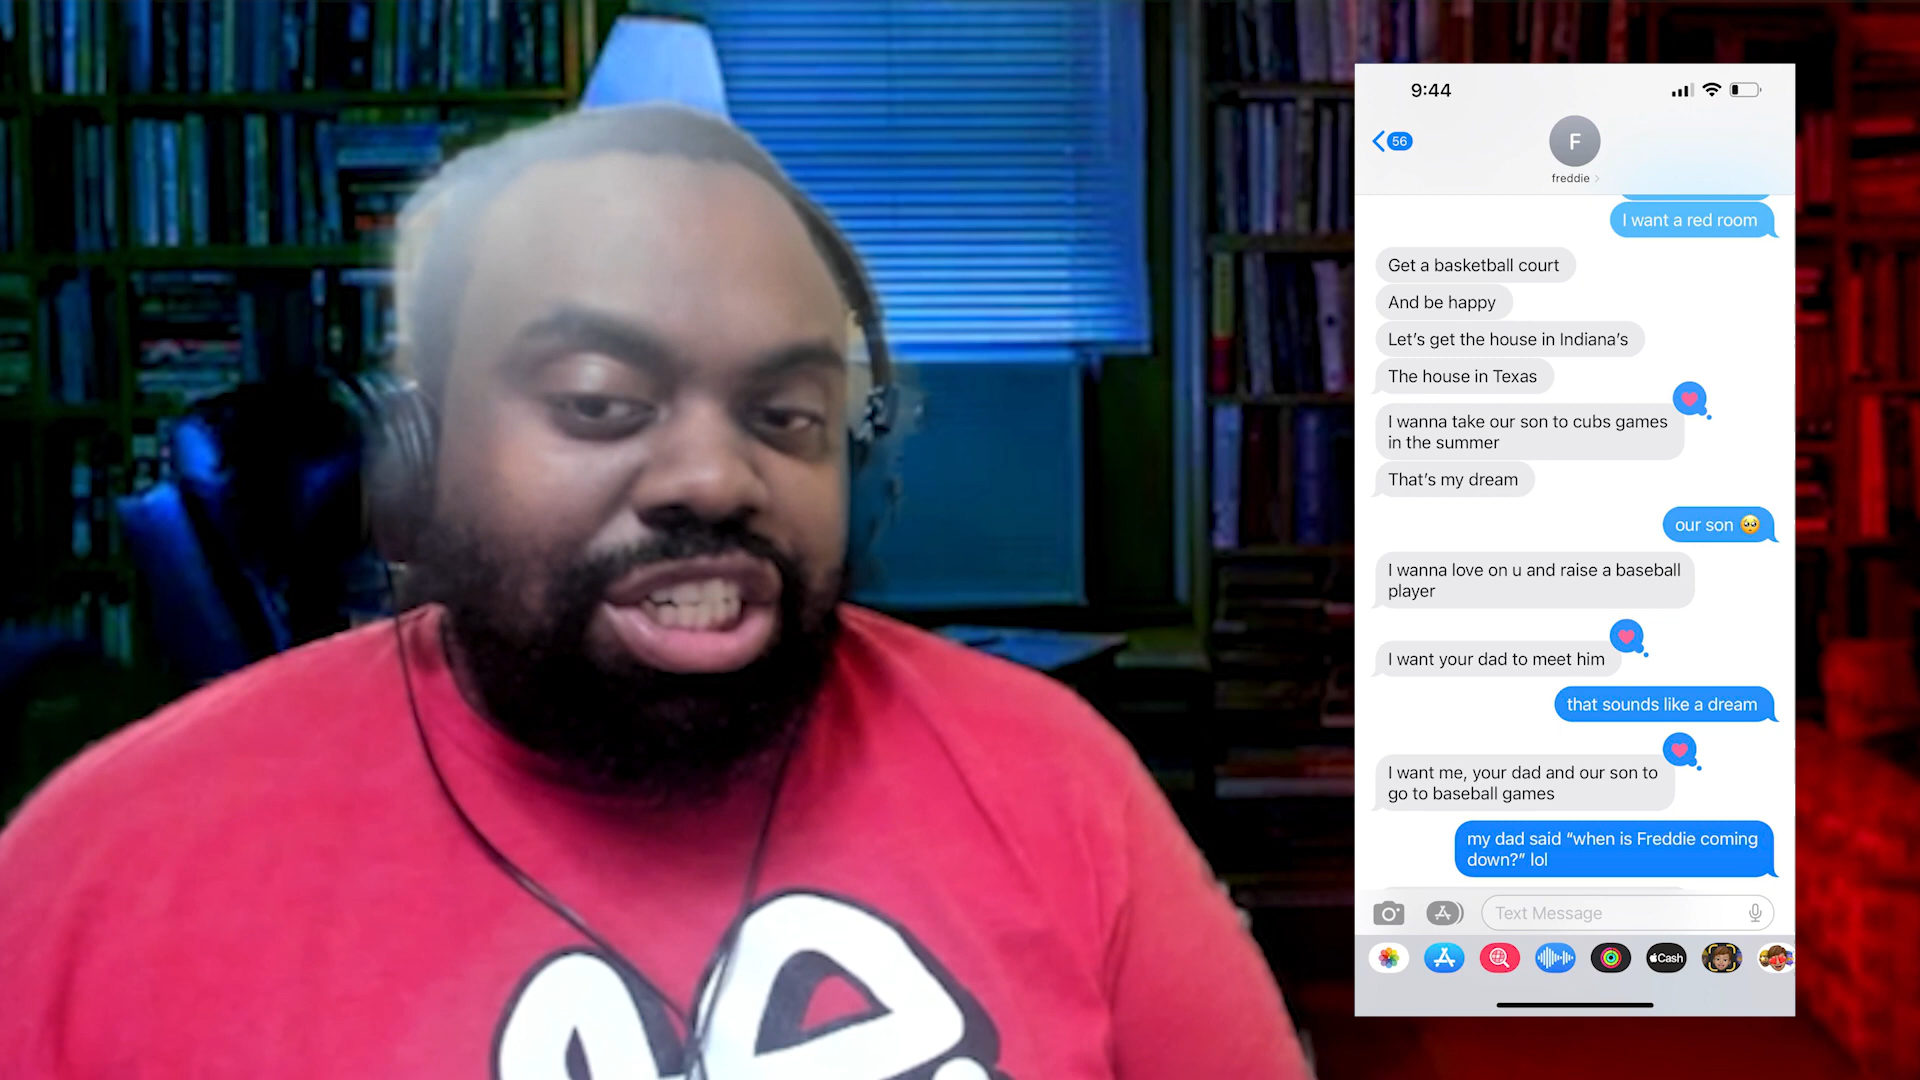 9:44
56
F
freddie
I want a red room
Get a basketball court
And be happy
Let’s get the house in Indiana’s
The house in Texas
I wanna take our son to cubs games
in the summer
That’s my dream
our son 🥹
I wanna love on u and raise a baseball
player
I want your dad to meet him
that sounds like a dream
I want me, your dad and our son to
go to baseball games
my dad said “when is Freddie coming
down?” lol
Text Message
Cash